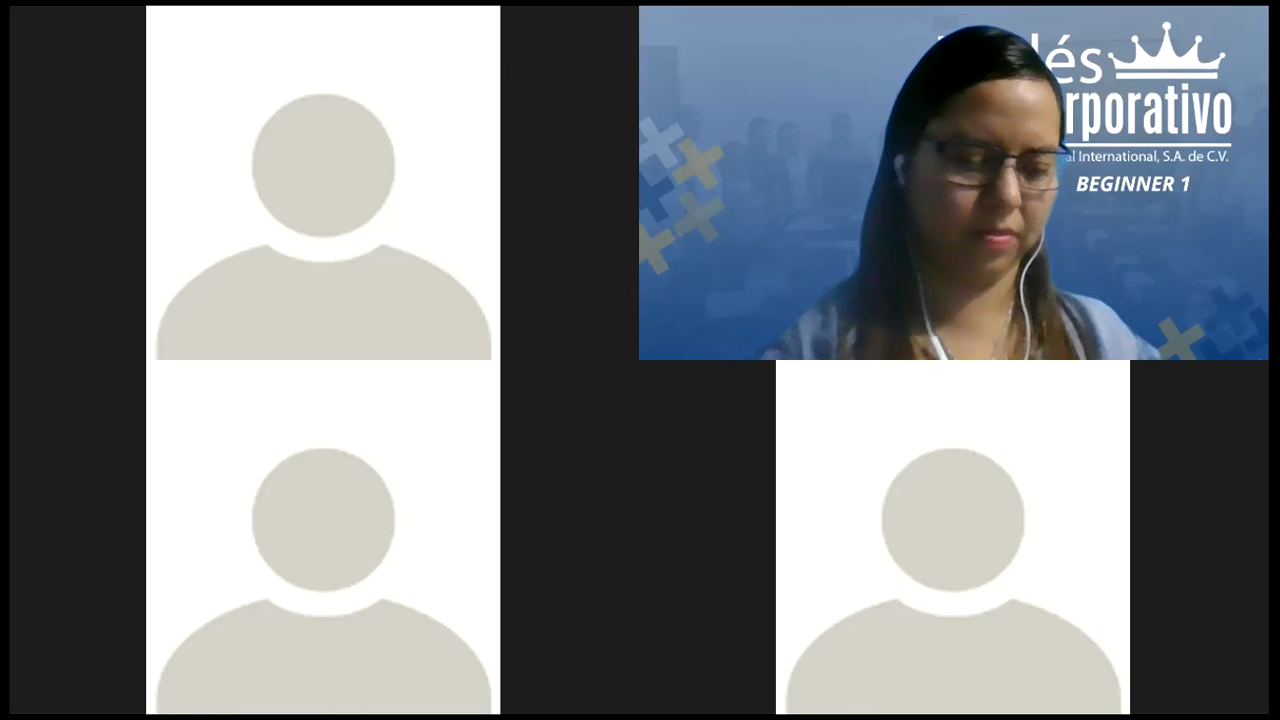 lés
rporativo
al International, S.A. de C.V.
BEGINNER 1